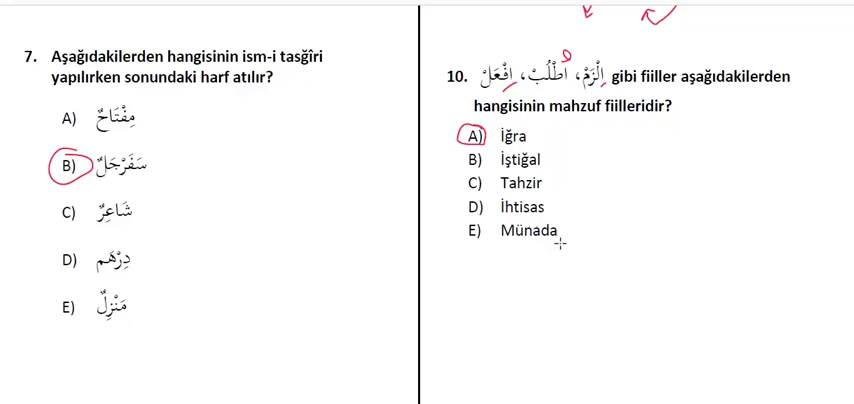 7. Aşağıdakilerden hangisinin ism-i tasğîri
yapılırken sonundaki harf atılır?
A) مِفْتَاحٌ
B) سَفَرْجَلٌ
C) شَاعِرٌ
D) دِرْهَم
E) مَنْزِلٌ
10. اِلْزَمْ، اُطْلُبْ، اِفْعَلْ gibi fiiller aşağıdakilerden
hangisinin mahzuf fiilleridir?
A) İğra
B) İştiğal
C) Tahzir
D) İhtisas
E) Münada